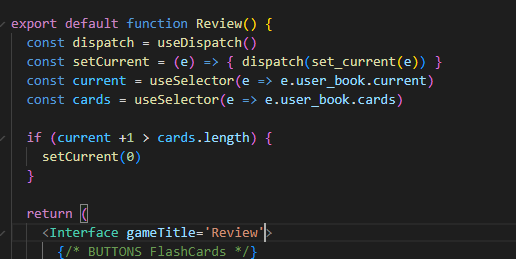 export default function Review() {
const dispatch = useDispatch()
const setCurrent = (e) => { dispatch(set_current(e)) }
const current = useSelector(e => e.user_book.current)
const cards = useSelector(e => e.user_book.cards)
if (current +1 > cards.length) {
setCurrent(0)
}
return (
<Interface gameTitle='Review'>
{/* BUTTONS FlashCards */}